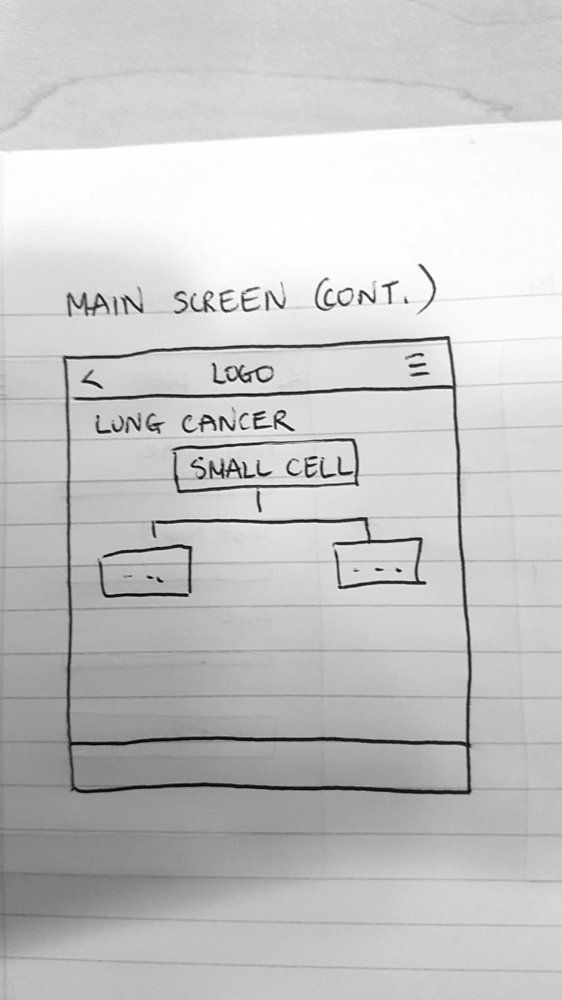 MAIN SCREEN (CONT.)
< LOGO ☰
LUNG CANCER
SMALL CELL
... ...